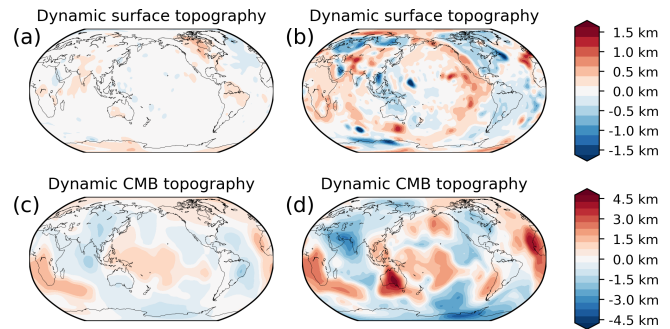 Dynamic surface topography
Dynamic surface topography
(a)
(b)
1.5 km
1.0 km
0.5 km
0.0 km
-0.5 km
-1.0 km
-1.5 km
Dynamic CMB topography
Dynamic CMB topography
(c)
(d)
4.5 km
3.0 km
1.5 km
0.0 km
-1.5 km
-3.0 km
-4.5 km